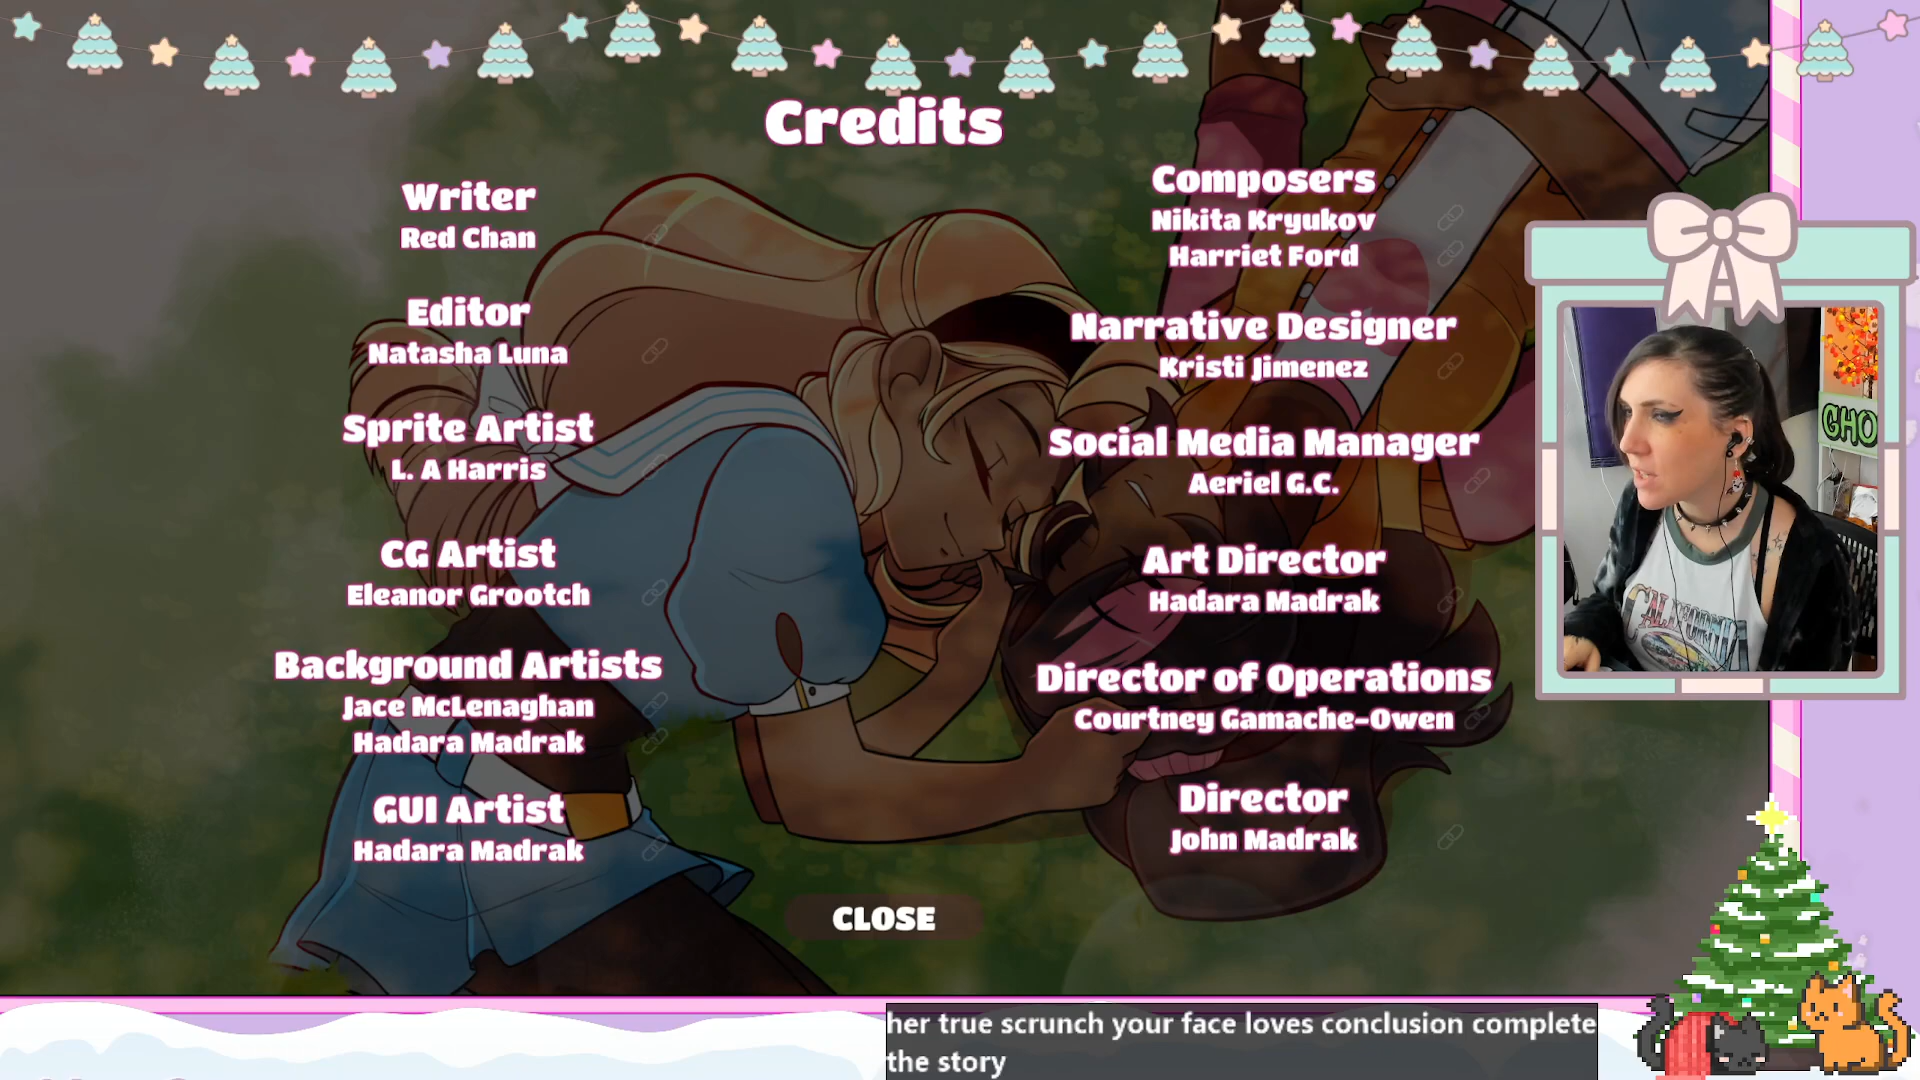 Credits
Writer
Red Chan
Editor
Natasha Luna
Sprite Artist
L. A Harris
CG Artist
Eleanor Grootch
Background Artists
Jace McLenaghan
Hadara Madrak
GUI Artist
Hadara Madrak
Composers
Nikita Kryukov
Harriet Ford
Narrative Designer
Kristi Jimenez
Social Media Manager
Aeriel G.C.
Art Director
Hadara Madrak
Director of Operations
Courtney Gamache-Owen
Director
John Madrak
CLOSE
GHO
CALIFORNIA
her true scrunch your face loves conclusion complete
the story